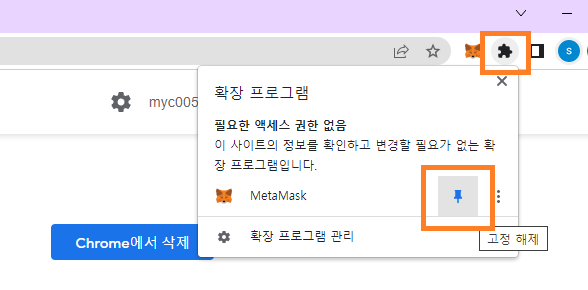 S
확장 프로그램
myc005
필요한 액세스 권한 없음
이 사이트의 정보를 확인하고 변경할 필요가 없는 확
장 프로그램입니다.
MetaMask
Chrome에서 삭제
확장 프로그램 관리
고정 해제